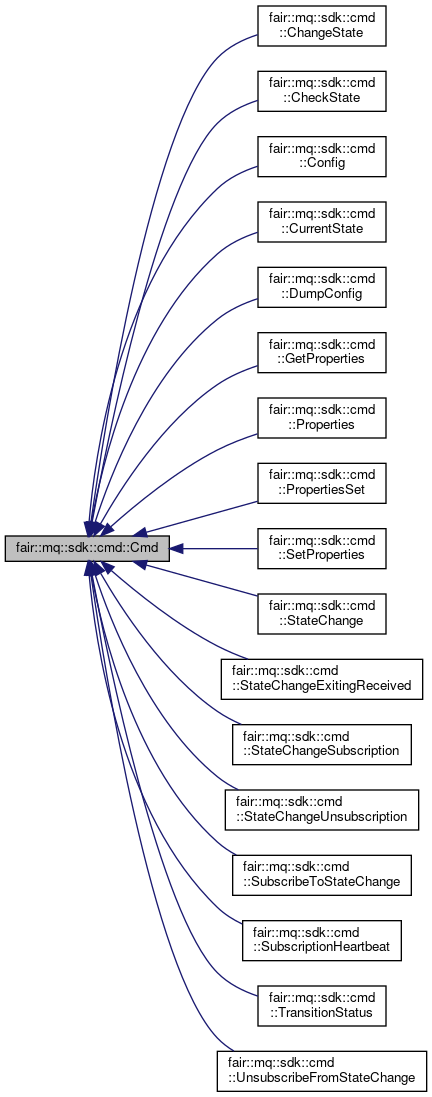 fair::mq::sdk::cmd
::ChangeState
fair::mq::sdk::cmd
::CheckState
fair::mq::sdk::cmd
::Config
fair::mq::sdk::cmd
::CurrentState
fair::mq::sdk::cmd
::DumpConfig
fair::mq::sdk::cmd
::GetProperties
fair::mq::sdk::cmd
::Properties
fair::mq::sdk::cmd
::PropertiesSet
fair::mq::sdk::cmd::Cmd
fair::mq::sdk::cmd
::SetProperties
fair::mq::sdk::cmd
::StateChange
fair::mq::sdk::cmd
::StateChangeExitingReceived
fair::mq::sdk::cmd
::StateChangeSubscription
fair::mq::sdk::cmd
::StateChangeUnsubscription
fair::mq::sdk::cmd
::SubscribeToStateChange
fair::mq::sdk::cmd
::SubscriptionHeartbeat
fair::mq::sdk::cmd
::TransitionStatus
fair::mq::sdk::cmd
::UnsubscribeFromStateChange